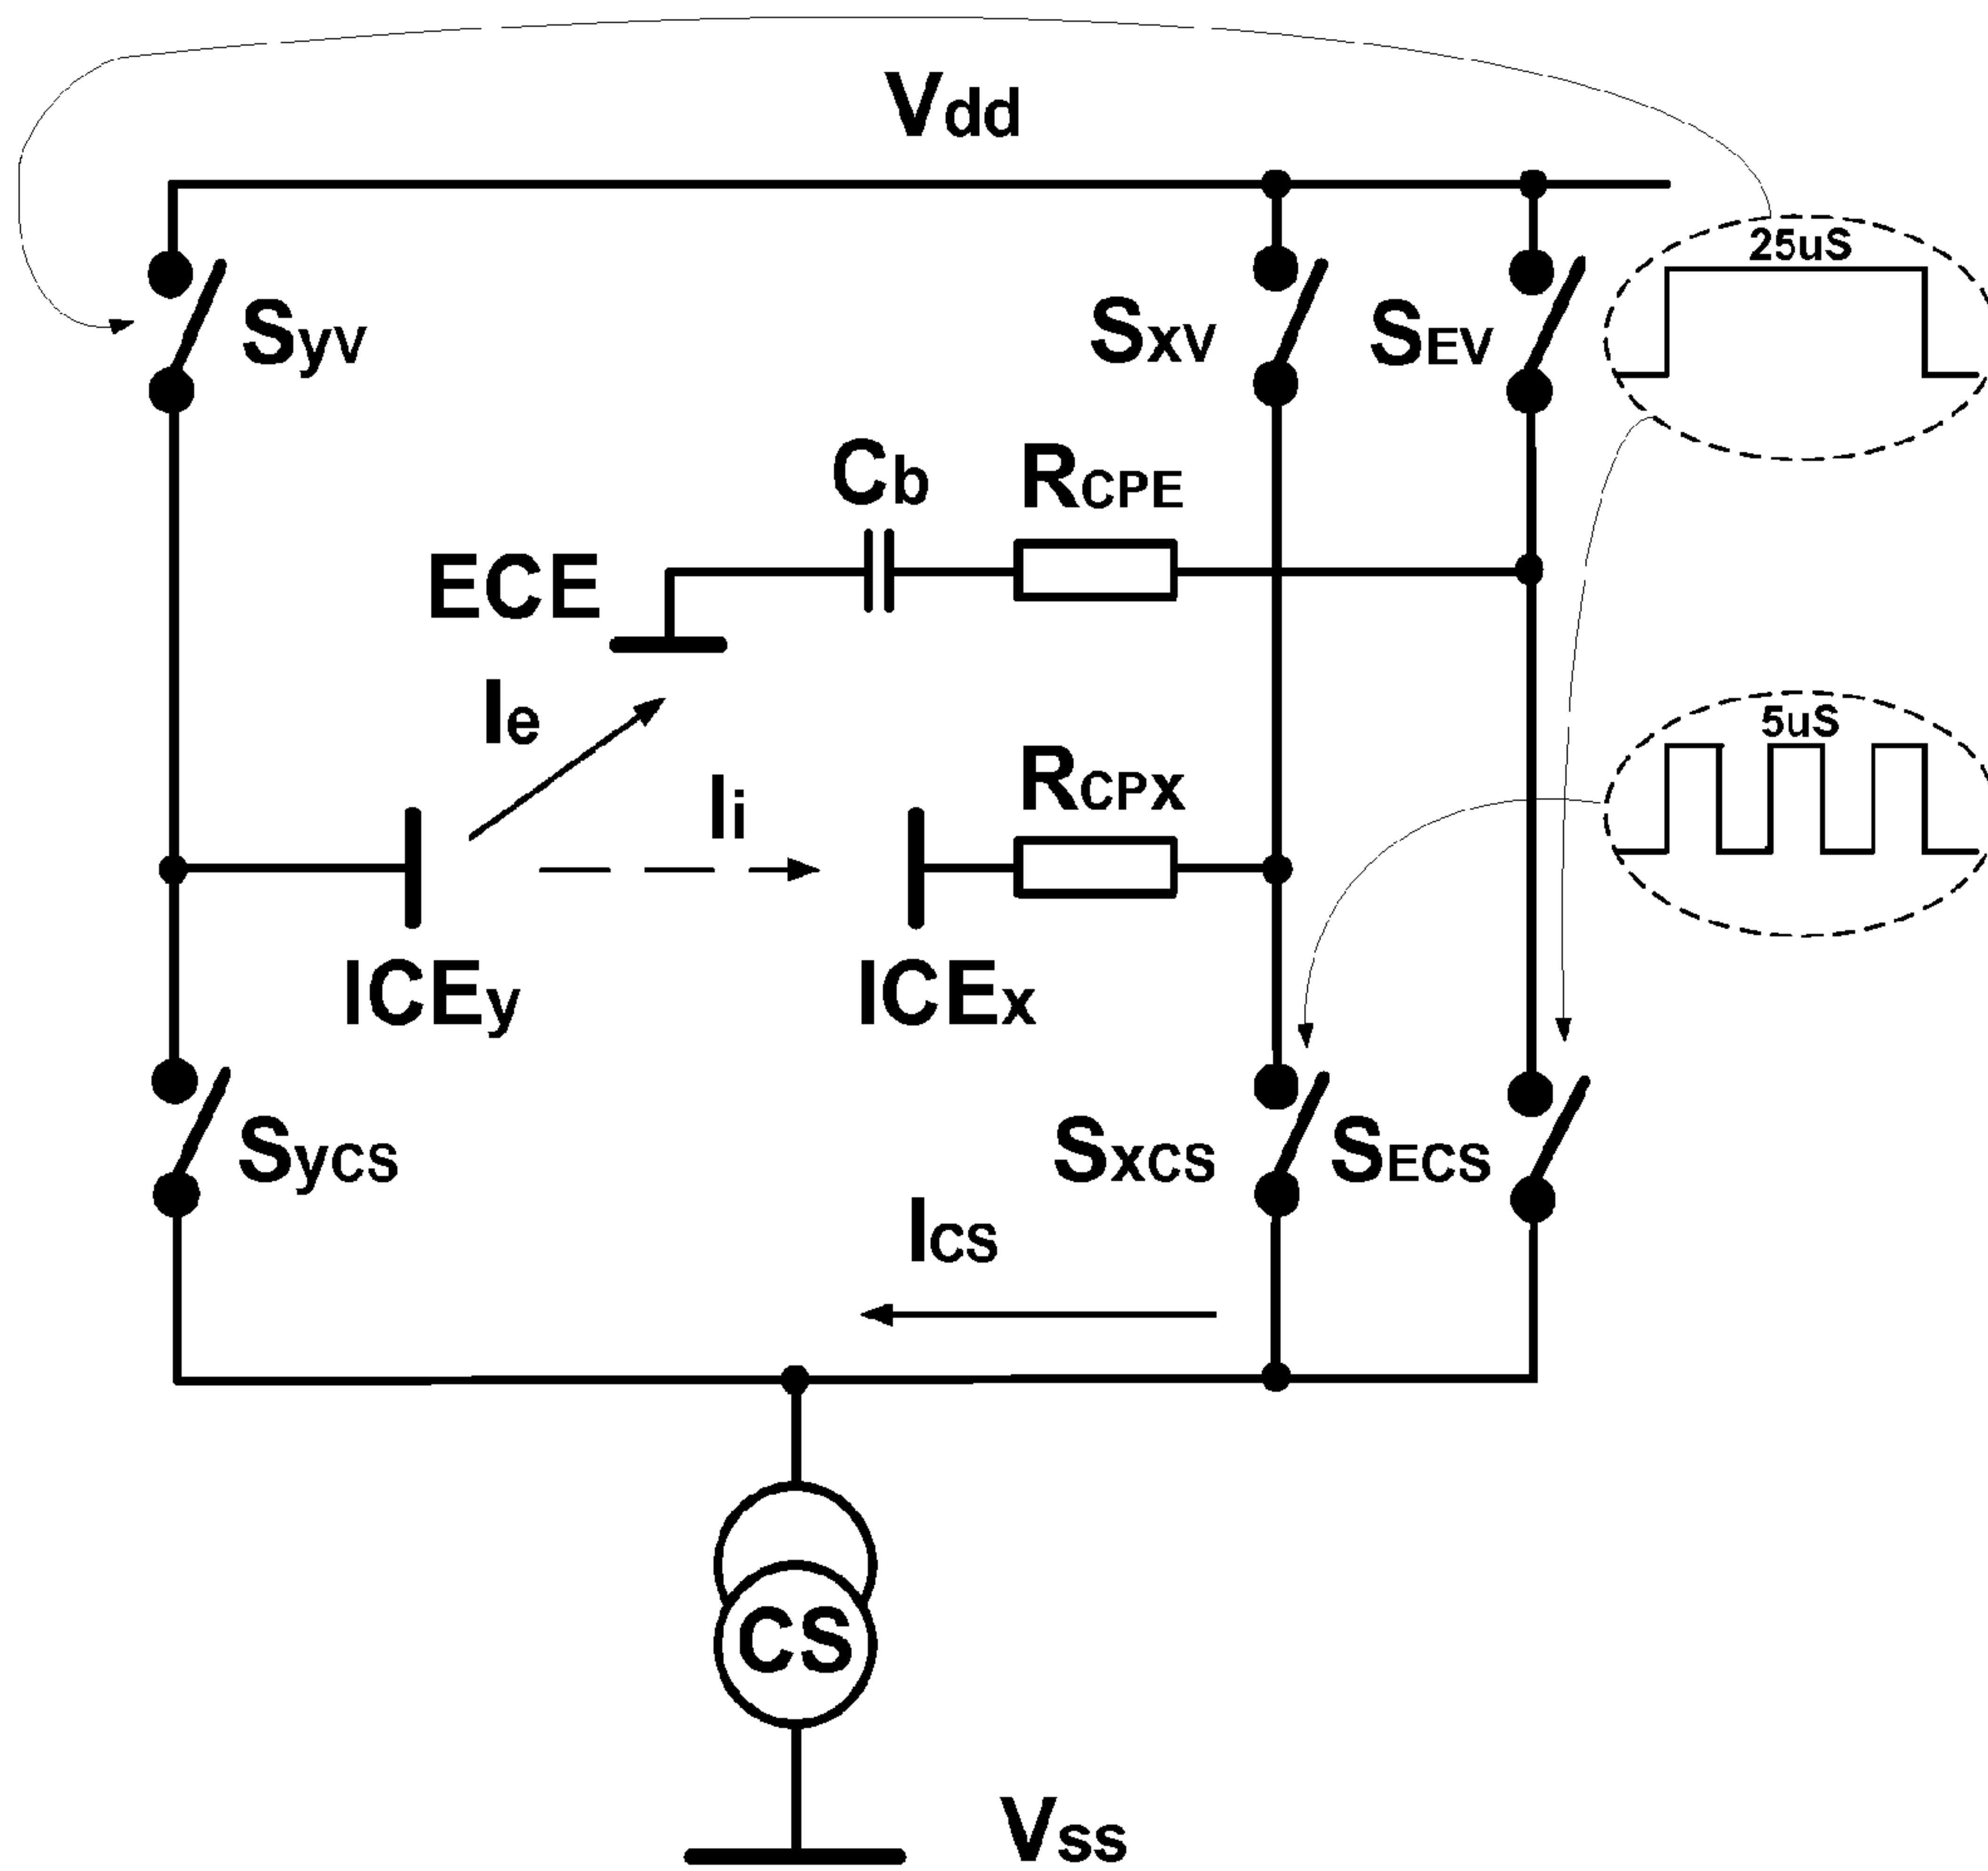 Vdd
25uS
SyV
SXV
SEV
Cb
RCPE
ECE
Ie
5uS
Ii
RCPX
ICEy
ICEX
SyCS
SXCS
SECS
ICS
CS
VSS